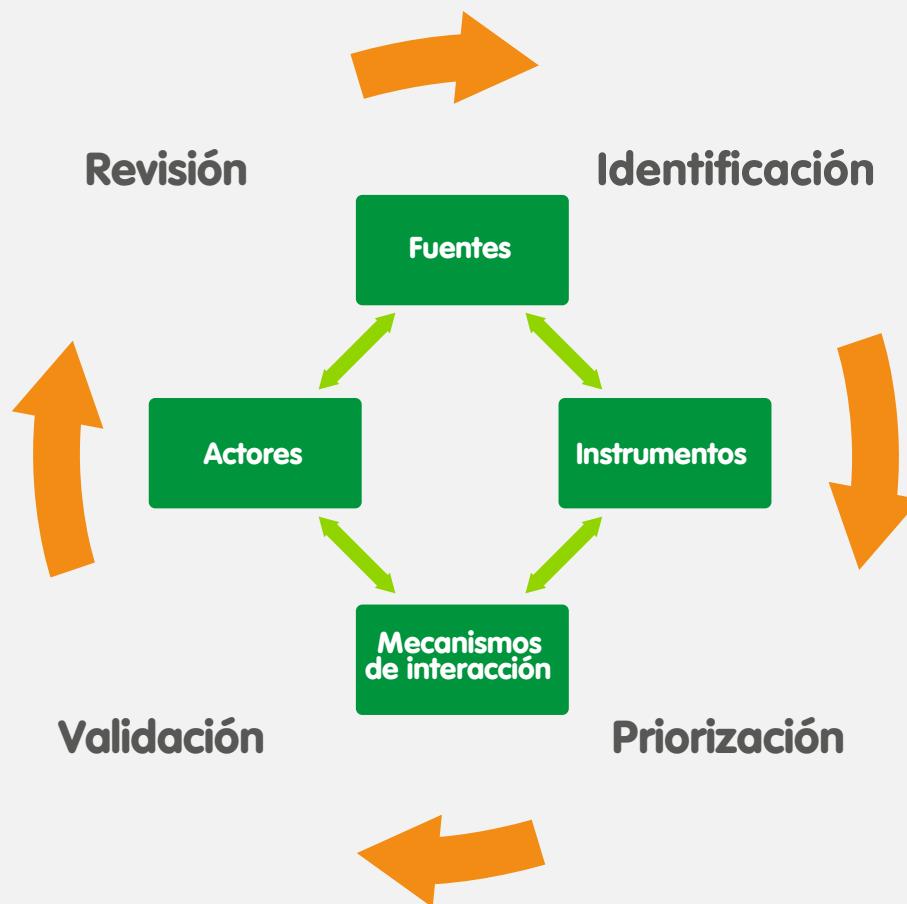 Revisión
Identificación
Fuentes
Actores
Instrumentos
Mecanismos
de interacción
Validación
Priorización